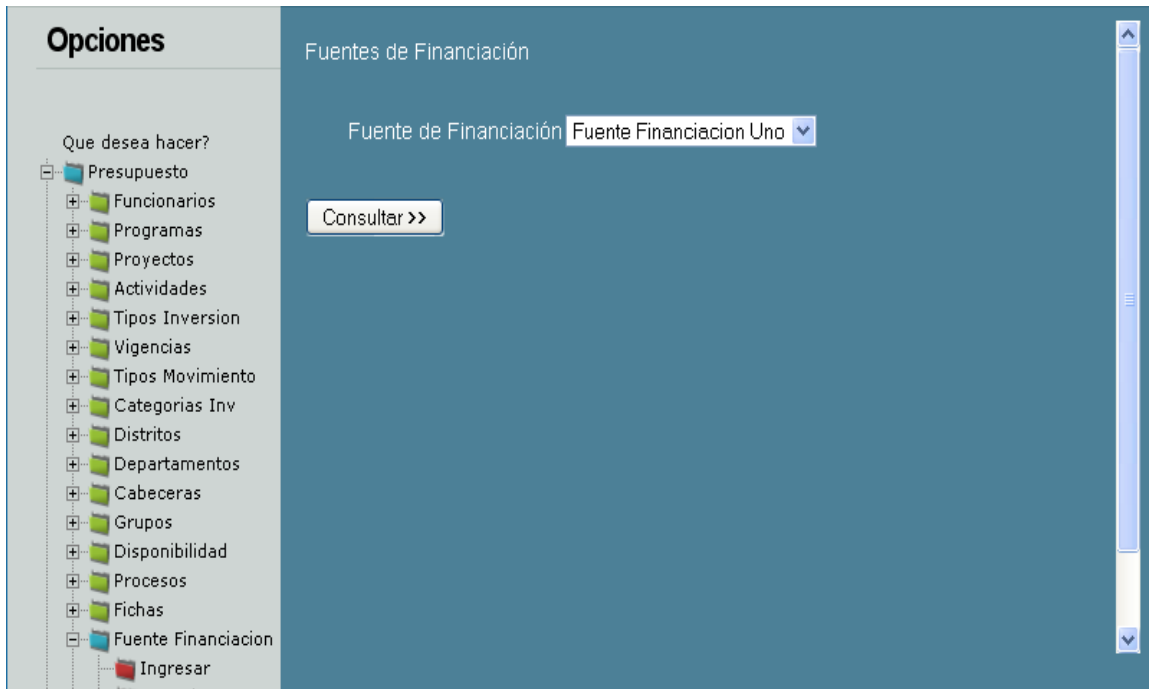 Opciones
Que desea hacer?
Presupuesto
Funcionarios
Programas
Proyectos
Actividades
Tipos Inversion
Vigencias
Tipos Movimiento
Categorias Inv
Distritos
Departamentos
Cabeceras
Grupos
Disponibilidad
Procesos
Fichas
Fuente Financiacion
Ingresar
Fuentes de Financiación
Fuente de Financiación Fuente Financiacion Uno
Consultar >>